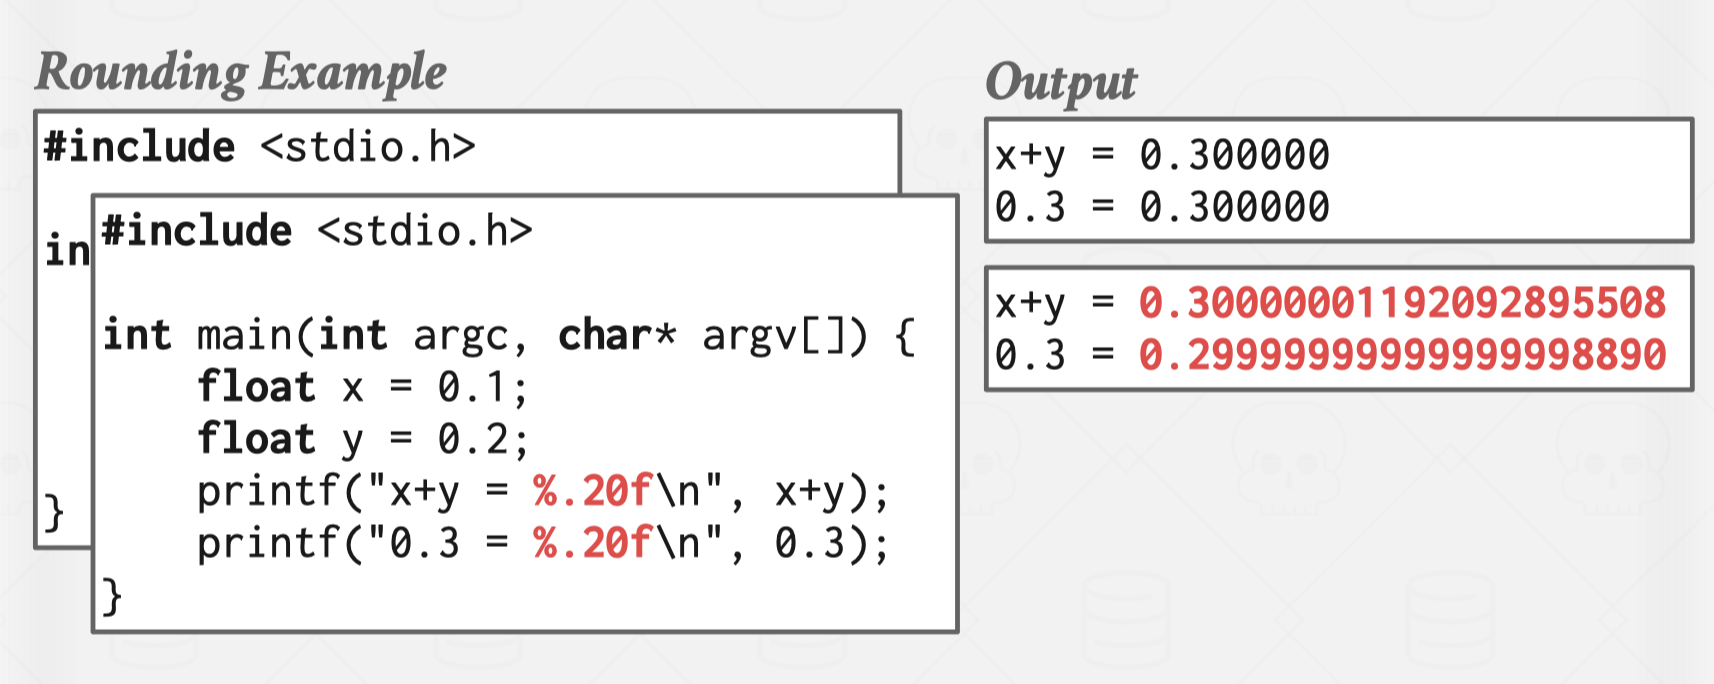 Rounding Example
#include <stdio.h>
in
}
#include <stdio.h>
int main(int argc, char* argv[]) {
    float x = 0.1;
    float y = 0.2;
    printf("x+y = %.20f\n", x+y);
    printf("0.3 = %.20f\n", 0.3);
}
Output
x+y = 0.300000
0.3 = 0.300000
x+y = 0.30000001192092895508
0.3 = 0.29999999999999998890